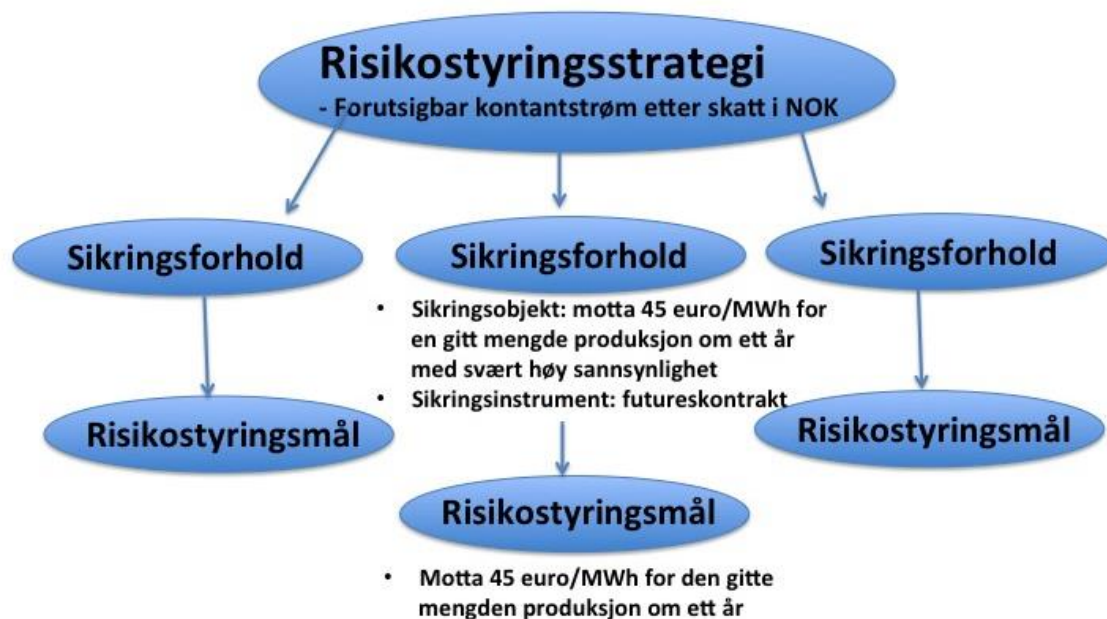 Risikostyringsstrategi
- Forutsigbar kontantstrøm etter skatt i NOK
Sikringsforhold
Sikringsforhold
Sikringsforhold
• Sikringsobjekt: motta 45 euro/MWh for
en gitt mengde produksjon om ett år
med svært høy sannsynlighet
• Sikringsinstrument: futureskontrakt
Risikostyringsmål
Risikostyringsmål
Risikostyringsmål
• Motta 45 euro/MWh for den gitte
mengden produksjon om ett år